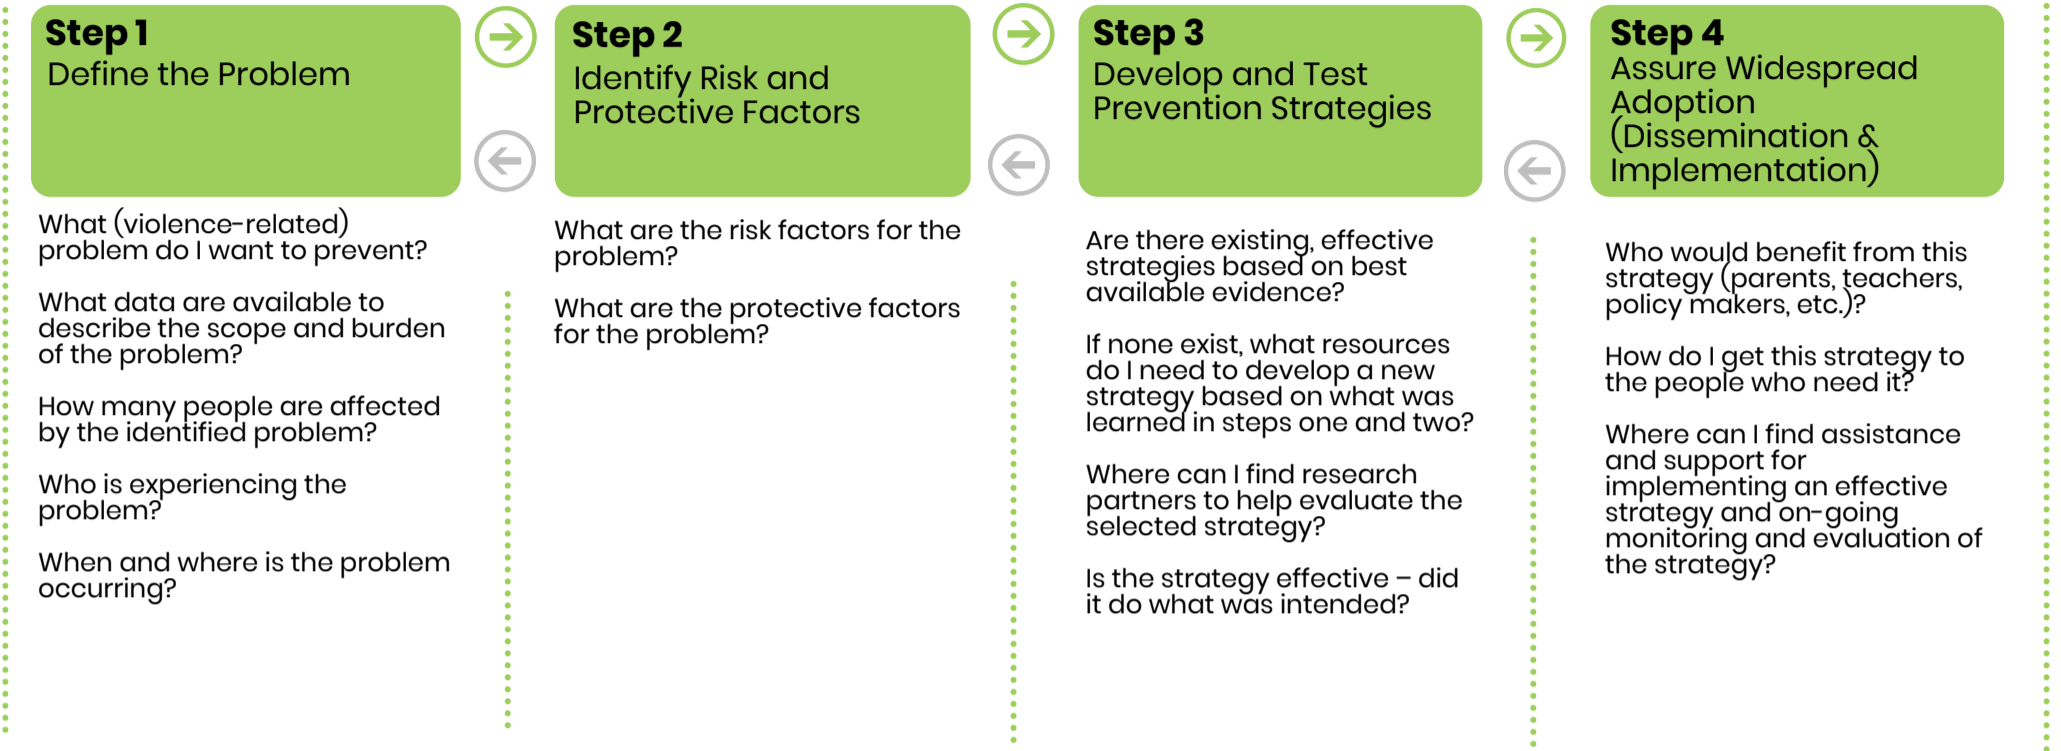 Step 1
Define the Problem
What (violence-related)
problem do I want to prevent?
What data are available to
describe the scope and burden
of the problem?
How many people are affected
by the identified problem?
Who is experiencing the
problem?
When and where is the problem
occurring?
Step 2
Identify Risk and
Protective Factors
What are the risk factors for the
problem?
What are the protective factors
for the problem?
Step 3
Develop and Test
Prevention Strategies
Are there existing, effective
strategies based on best
available evidence?
If none exist, what resources
do I need to develop a new
strategy based on what was
learned in steps one and two?
Where can I find research
partners to help evaluate the
selected strategy?
Is the strategy effective – did
it do what was intended?
Step 4
Assure Widespread
Adoption
(Dissemination &
Implementation)
Who would benefit from this
strategy (parents, teachers,
policy makers, etc.)?
How do I get this strategy to
the people who need it?
Where can I find assistance
and support for
implementing an effective
strategy and on-going
monitoring and evaluation of
the strategy?